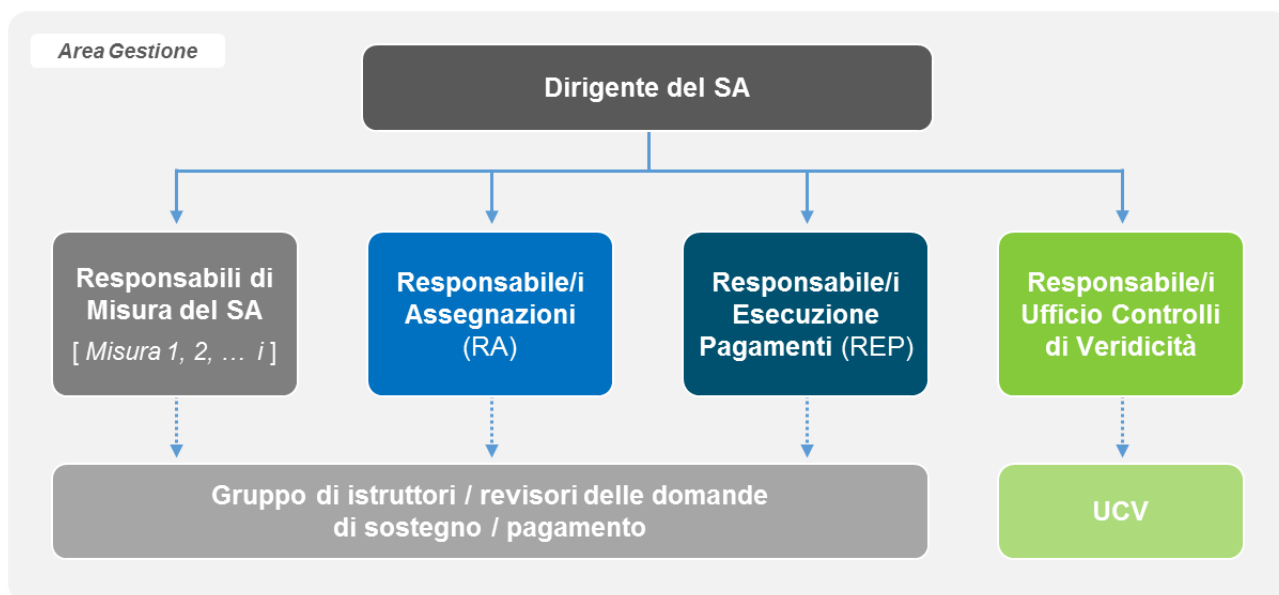 Area Gestione
Dirigente del SA
Responsabili di
Misura del SA
[ Misura 1, 2, … i ]
Responsabile/i
Assegnazioni
(RA)
Responsabile/i
Esecuzione
Pagamenti (REP)
Responsabile/i
Ufficio Controlli
di Veridicità
Gruppo di istruttori / revisori delle domande
di sostegno / pagamento
UCV